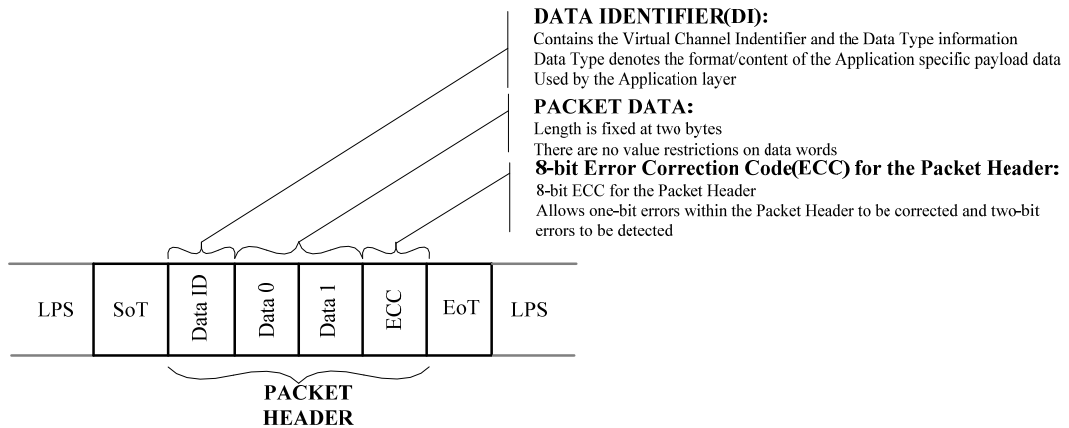 DATA IDENTIFIER(DI):
Contains the Virtual Channel Indentifier and the Data Type information
Data Type denotes the format/content of the Application specific payload data
Used by the Application layer
PACKET DATA:
Length is fixed at two bytes
There are no value restrictions on data words
8-bit Error Correction Code(ECC) for the Packet Header:
8-bit ECC for the Packet Header
Allows one-bit errors within the Packet Header to be corrected and two-bit
errors to be detected
LPS
SoT
Data ID
Data 0
Data 1
ECC
EoT
LPS
PACKET
HEADER